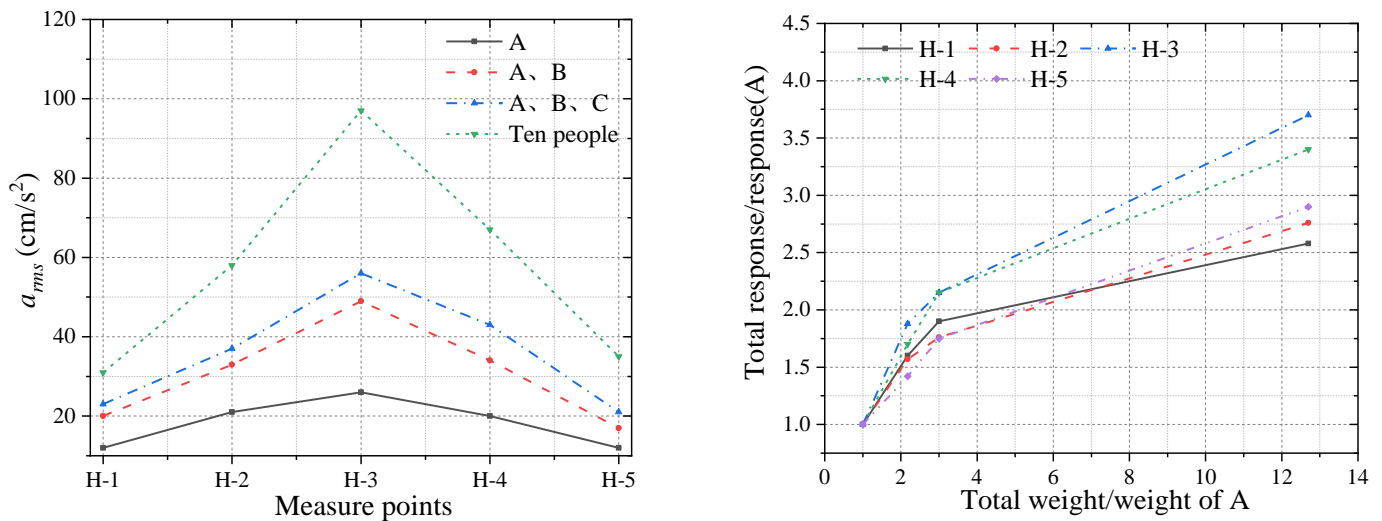 120
100
80
60
40
20
a_rms (cm/s²)
A
A、B
A、B、C
Ten people
H-1 H-2 H-3 H-4 H-5
Measure points
4.5
4.0
3.5
3.0
2.5
2.0
1.5
1.0
Total response/response(A)
H-1 H-2 H-3
H-4 H-5
0 2 4 6 8 10 12 14
Total weight/weight of A